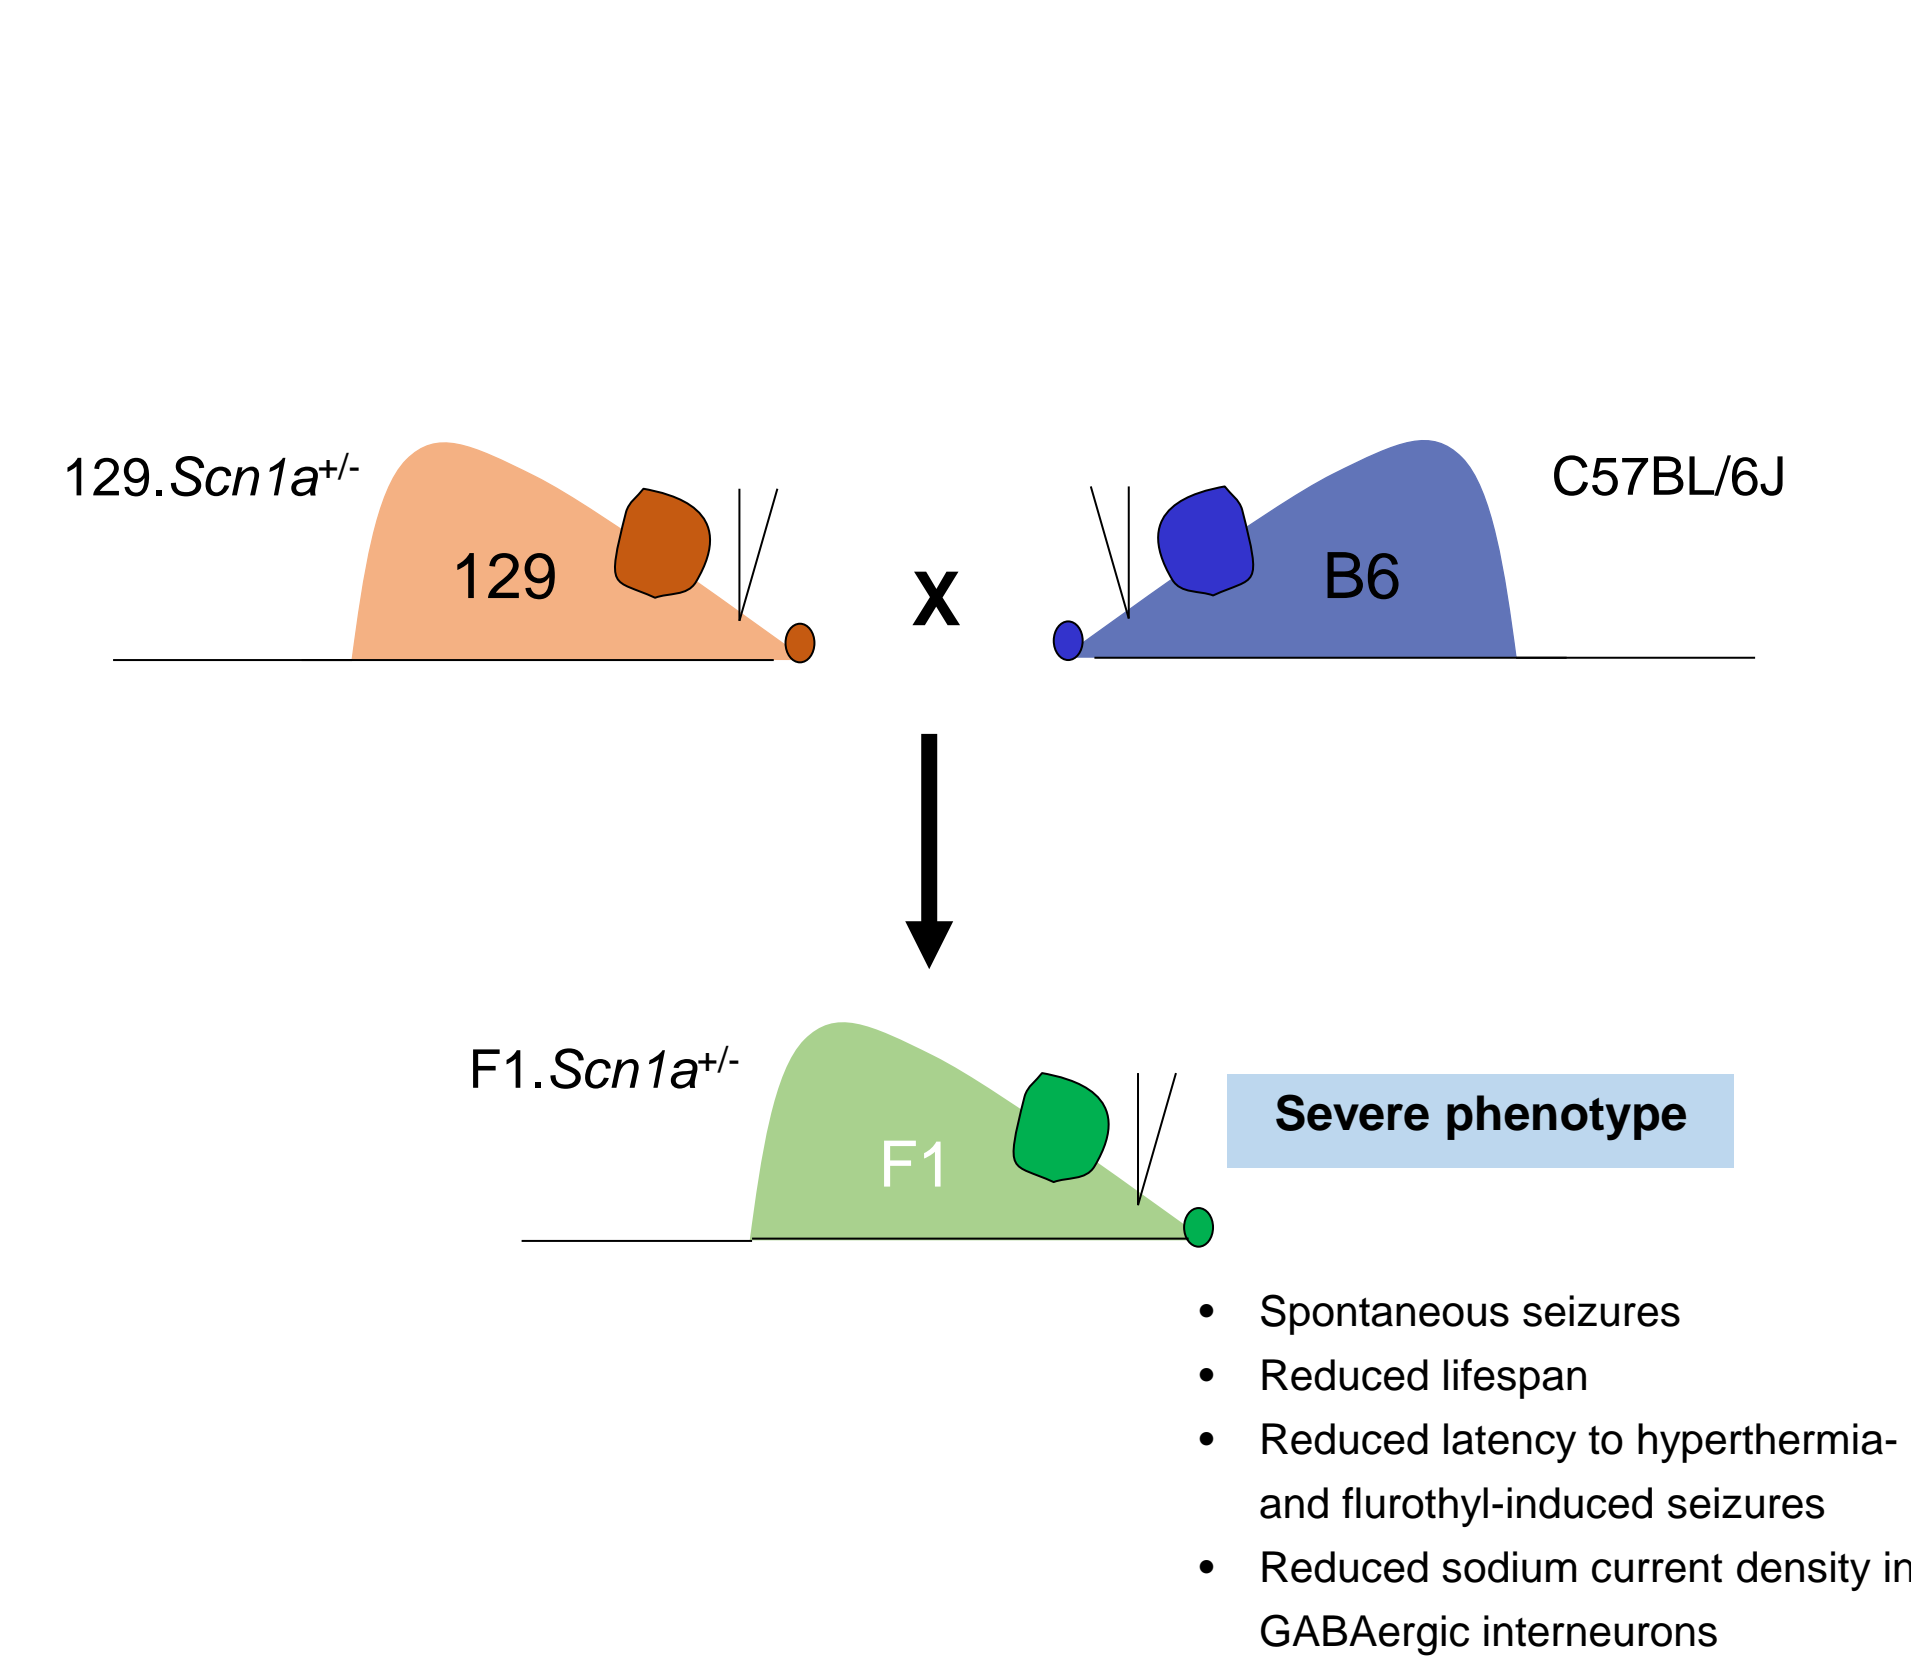 129.Scn1a+/-
C57BL/6J
129
X
B6
F1.Scn1a+/-
F1
Severe phenotype
• Spontaneous seizures
• Reduced lifespan
• Reduced latency to hyperthermia-
and flurothyl-induced seizures
• Reduced sodium current density in
GABAergic interneurons